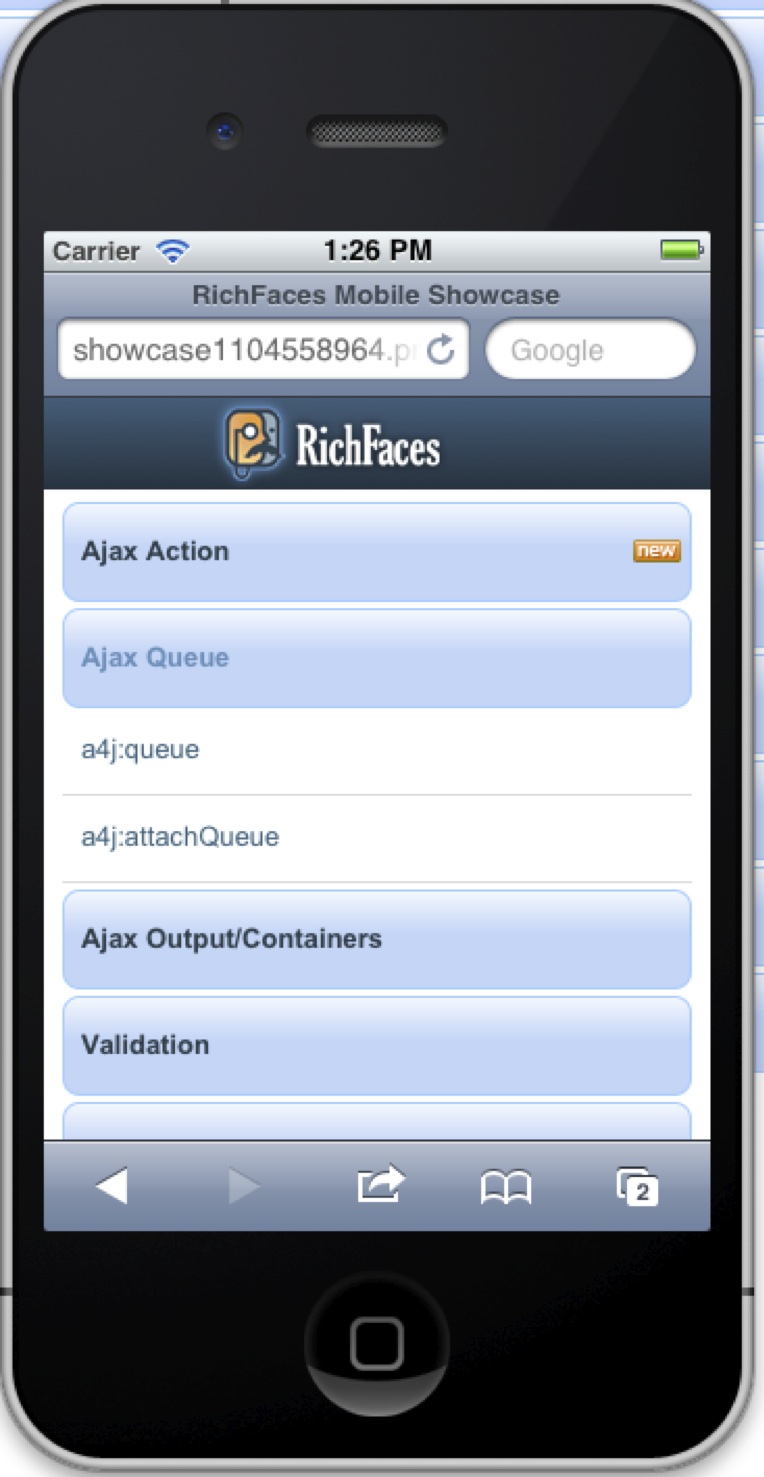 Carrier 1:26 PM
RichFaces Mobile Showcase
showcase1104558964.p Google
RichFaces
Ajax Action new
Ajax Queue
a4j:queue
a4j:attachQueue
Ajax Output/Containers
Validation
2